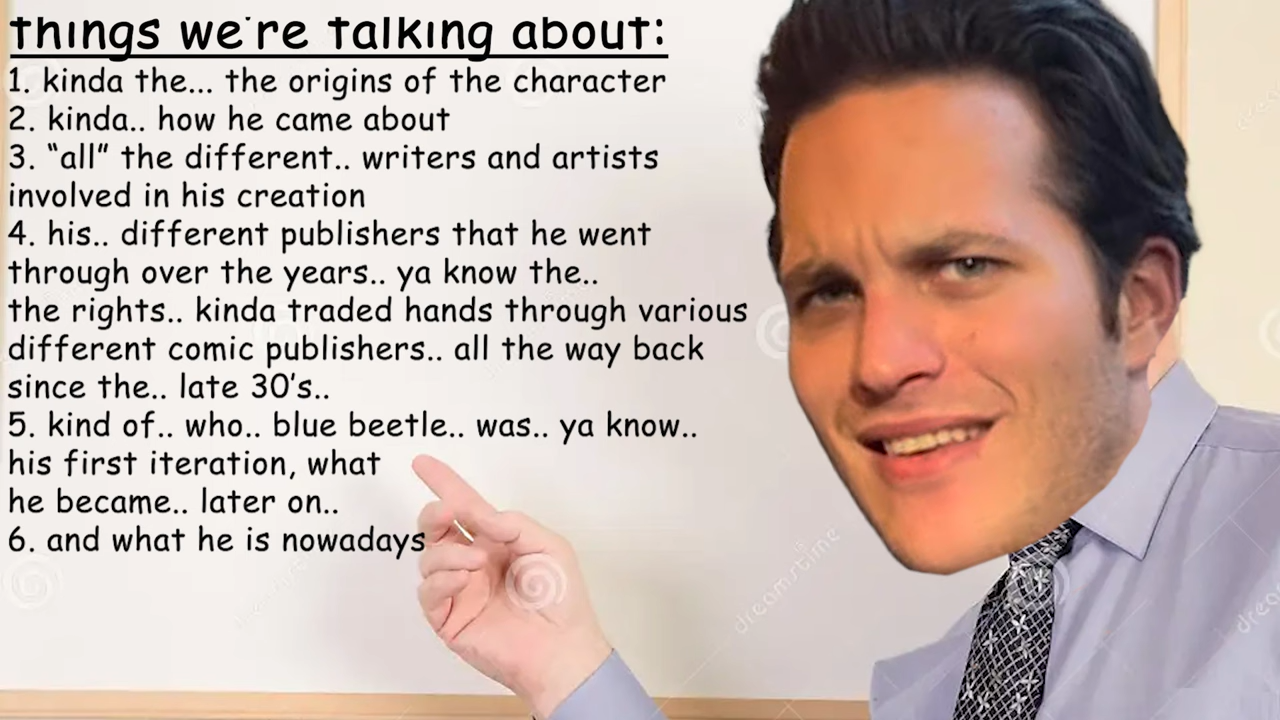 things we're talking about:
1. kinda the... the origins of the character
2. kinda.. how he came about
3. “all” the different.. writers and artists
involved in his creation
4. his.. different publishers that he went
through over the years.. ya know the..
the rights.. kinda traded hands through various
different comic publishers.. all the way back
since the.. late 30's..
5. kind of.. who.. blue beetle.. was.. ya know..
his first iteration, what
he became.. later on..
6. and what he is nowadays
dreamstime